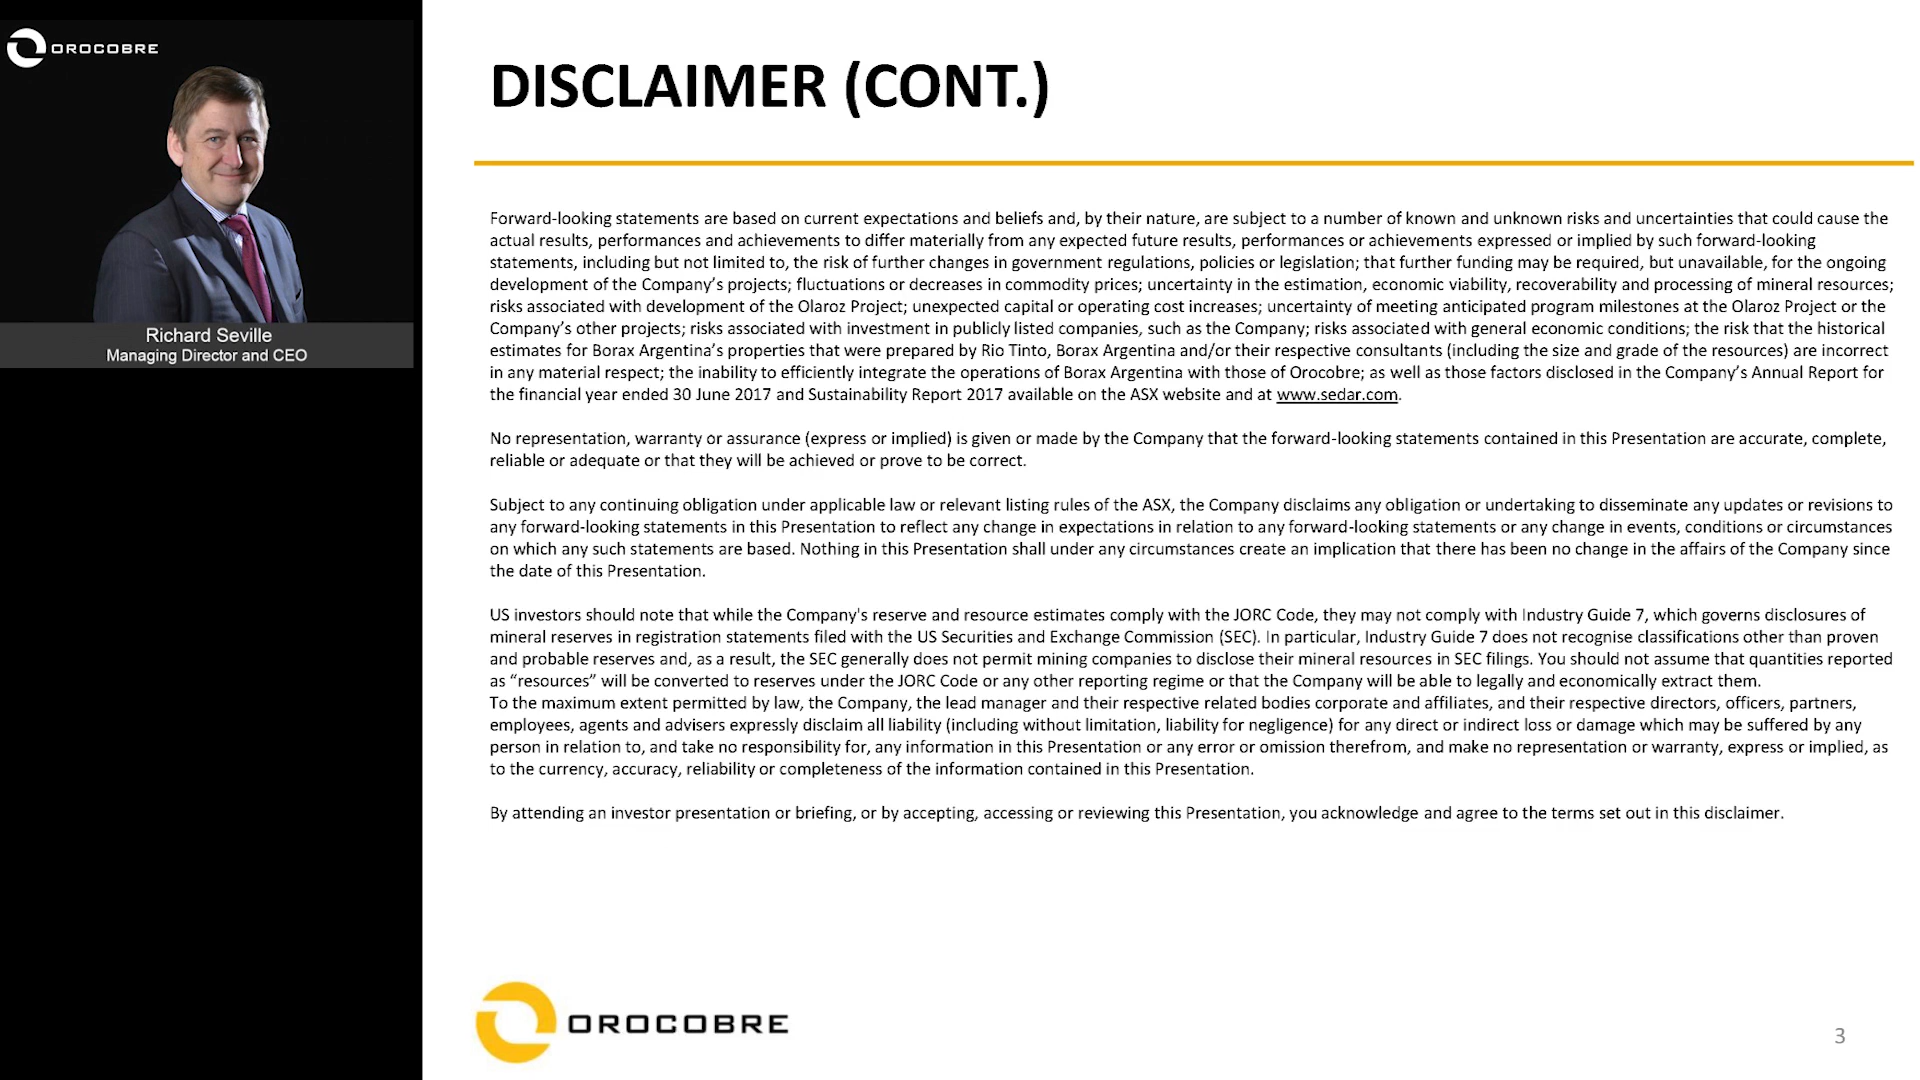 OROCOBRE
Richard Seville
Managing Director and CEO
DISCLAIMER (CONT.)
Forward-looking statements are based on current expectations and beliefs and, by their nature, are subject to a number of known and unknown risks and uncertainties that could cause the
actual results, performances and achievements to differ materially from any expected future results, performances or achievements expressed or implied by such forward-looking
statements, including but not limited to, the risk of further changes in government regulations, policies or legislation; that further funding may be required, but unavailable, for the ongoing
development of the Company’s projects; fluctuations or decreases in commodity prices; uncertainty in the estimation, economic viability, recoverability and processing of mineral resources;
risks associated with development of the Olaroz Project; unexpected capital or operating cost increases; uncertainty of meeting anticipated program milestones at the Olaroz Project or the
Company’s other projects; risks associated with investment in publicly listed companies, such as the Company; risks associated with general economic conditions; the risk that the historical
estimates for Borax Argentina’s properties that were prepared by Rio Tinto, Borax Argentina and/or their respective consultants (including the size and grade of the resources) are incorrect
in any material respect; the inability to efficiently integrate the operations of Borax Argentina with those of Orocobre; as well as those factors disclosed in the Company’s Annual Report for
the financial year ended 30 June 2017 and Sustainability Report 2017 available on the ASX website and at www.sedar.com.
No representation, warranty or assurance (express or implied) is given or made by the Company that the forward-looking statements contained in this Presentation are accurate, complete,
reliable or adequate or that they will be achieved or prove to be correct.
Subject to any continuing obligation under applicable law or relevant listing rules of the ASX, the Company disclaims any obligation or undertaking to disseminate any updates or revisions to
any forward-looking statements in this Presentation to reflect any change in expectations in relation to any forward-looking statements or any change in events, conditions or circumstances
on which any such statements are based. Nothing in this Presentation shall under any circumstances create an implication that there has been no change in the affairs of the Company since
the date of this Presentation.
US investors should note that while the Company's reserve and resource estimates comply with the JORC Code, they may not comply with Industry Guide 7, which governs disclosures of
mineral reserves in registration statements filed with the US Securities and Exchange Commission (SEC). In particular, Industry Guide 7 does not recognise classifications other than proven
and probable reserves and, as a result, the SEC generally does not permit mining companies to disclose their mineral resources in SEC filings. You should not assume that quantities reported
as “resources” will be converted to reserves under the JORC Code or any other reporting regime or that the Company will be able to legally and economically extract them.
To the maximum extent permitted by law, the Company, the lead manager and their respective related bodies corporate and affiliates, and their respective directors, officers, partners,
employees, agents and advisers expressly disclaim all liability (including without limitation, liability for negligence) for any direct or indirect loss or damage which may be suffered by any
person in relation to, and take no responsibility for, any information in this Presentation or any error or omission therefrom, and make no representation or warranty, express or implied, as
to the currency, accuracy, reliability or completeness of the information contained in this Presentation.
By attending an investor presentation or briefing, or by accepting, accessing or reviewing this Presentation, you acknowledge and agree to the terms set out in this disclaimer.
OROCOBRE
3